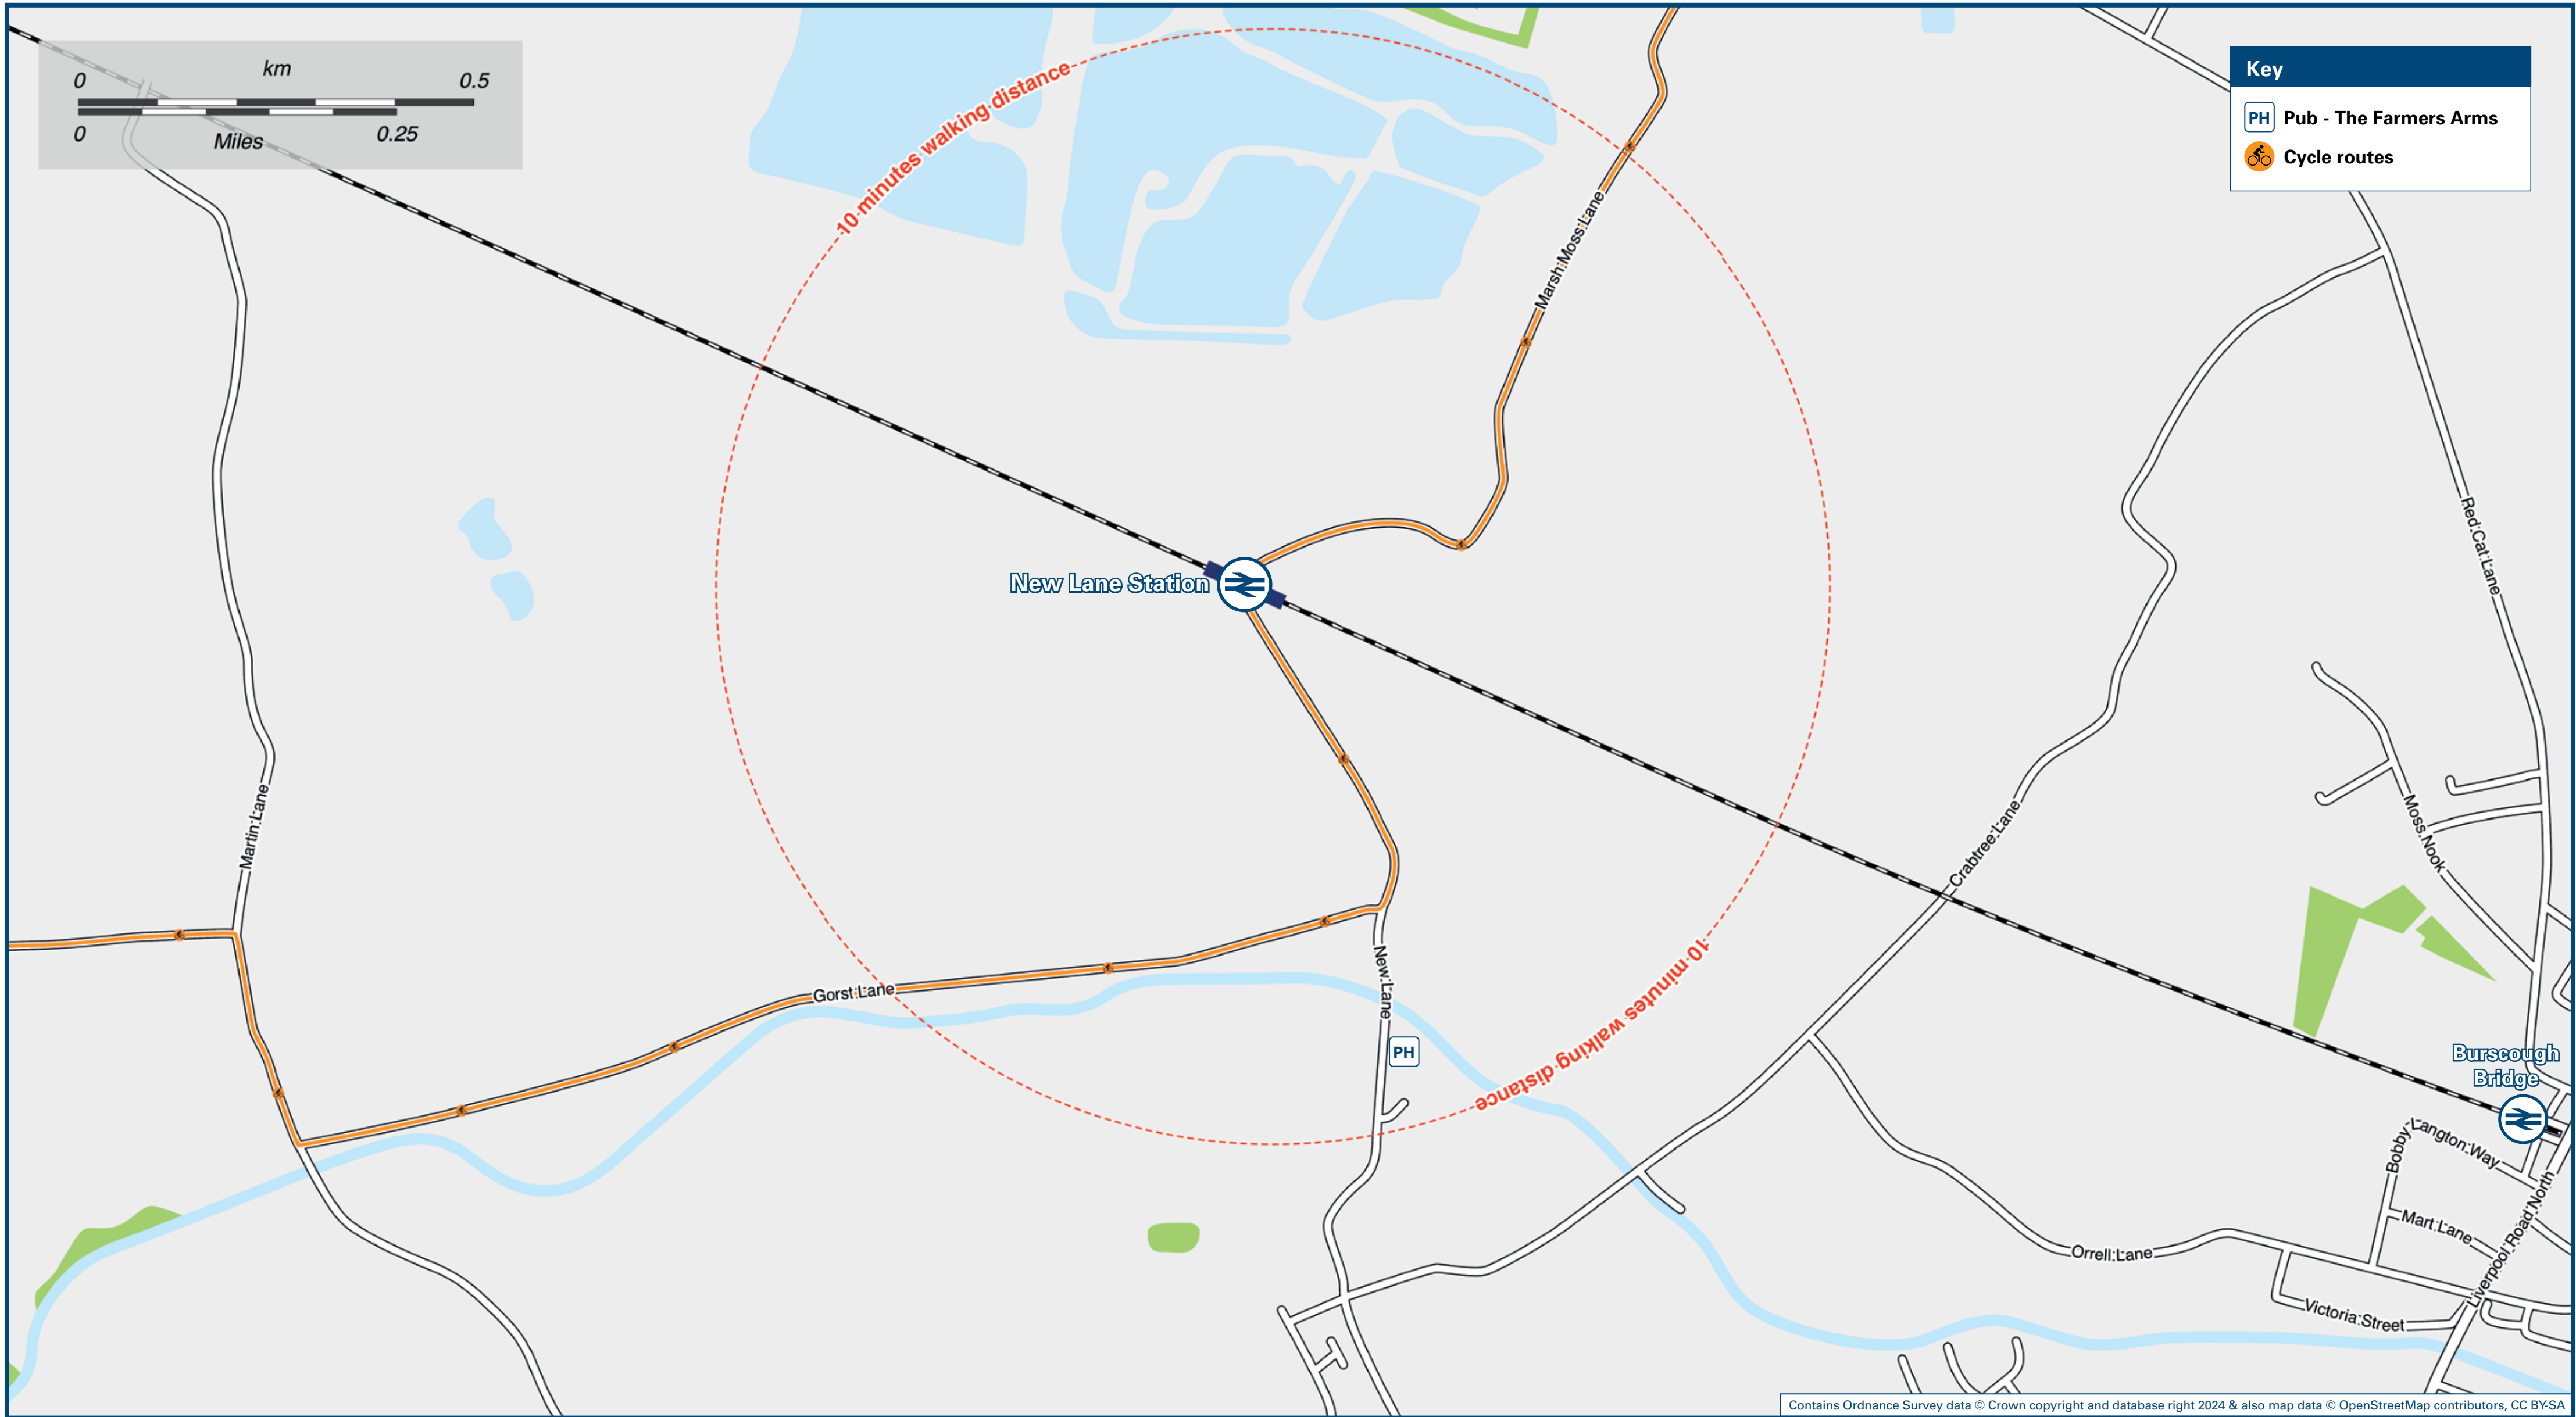 km
0 0.5
0 0.25
Miles
10 minutes walking distance
Key
PH Pub - The Farmers Arms
Cycle routes
Marsh Moss Lane
Red Cat Lane
New Lane Station
Martin Lane
Moss Nook
Crabtree Lane
Gorst Lane
New Lane
PH
10 minutes walking distance
Burscough
Bridge
Bobby Langton Way
Mart Lane
Liverpool Road North
Orrell Lane
Victoria Street
Contains Ordnance Survey data © Crown copyright and database right 2024 & also map data © OpenStreetMap contributors, CC BY-SA